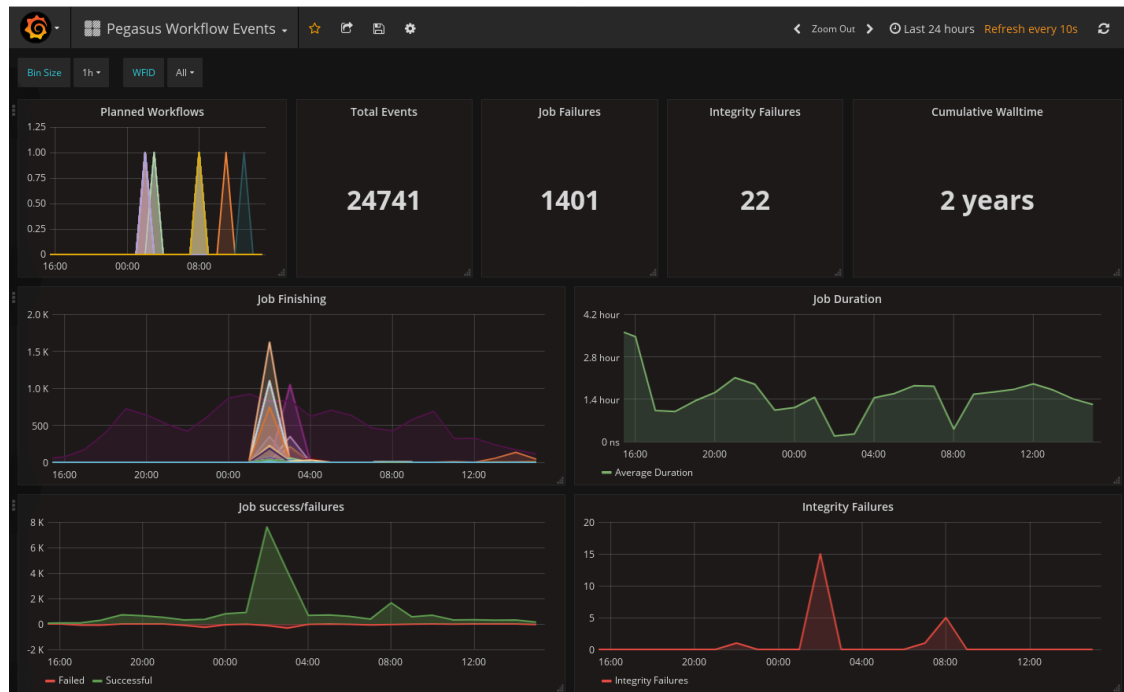 Pegasus Workflow Events
Zoom Out
Last 24 hours Refresh every 10s
Bin Size 1h WFID All
Planned Workflows
1.25
1.00
0.75
0.50
0.25
0
16:00 00:00 08:00
Total Events
24741
Job Failures
1401
Integrity Failures
22
Cumulative Walltime
2 years
Job Finishing
2.0 K
1.5 K
1.0 K
500
0
16:00 20:00 00:00 04:00 08:00 12:00
Job Duration
4.2 hour
2.8 hour
1.4 hour
0 ns
16:00 20:00 00:00 04:00 08:00 12:00
Average Duration
Job success/failures
8 K
6 K
4 K
2 K
0
-2 K
16:00 20:00 00:00 04:00 08:00 12:00
Failed Successful
Integrity Failures
20
15
10
5
0
16:00 20:00 00:00 04:00 08:00 12:00
Integrity Failures